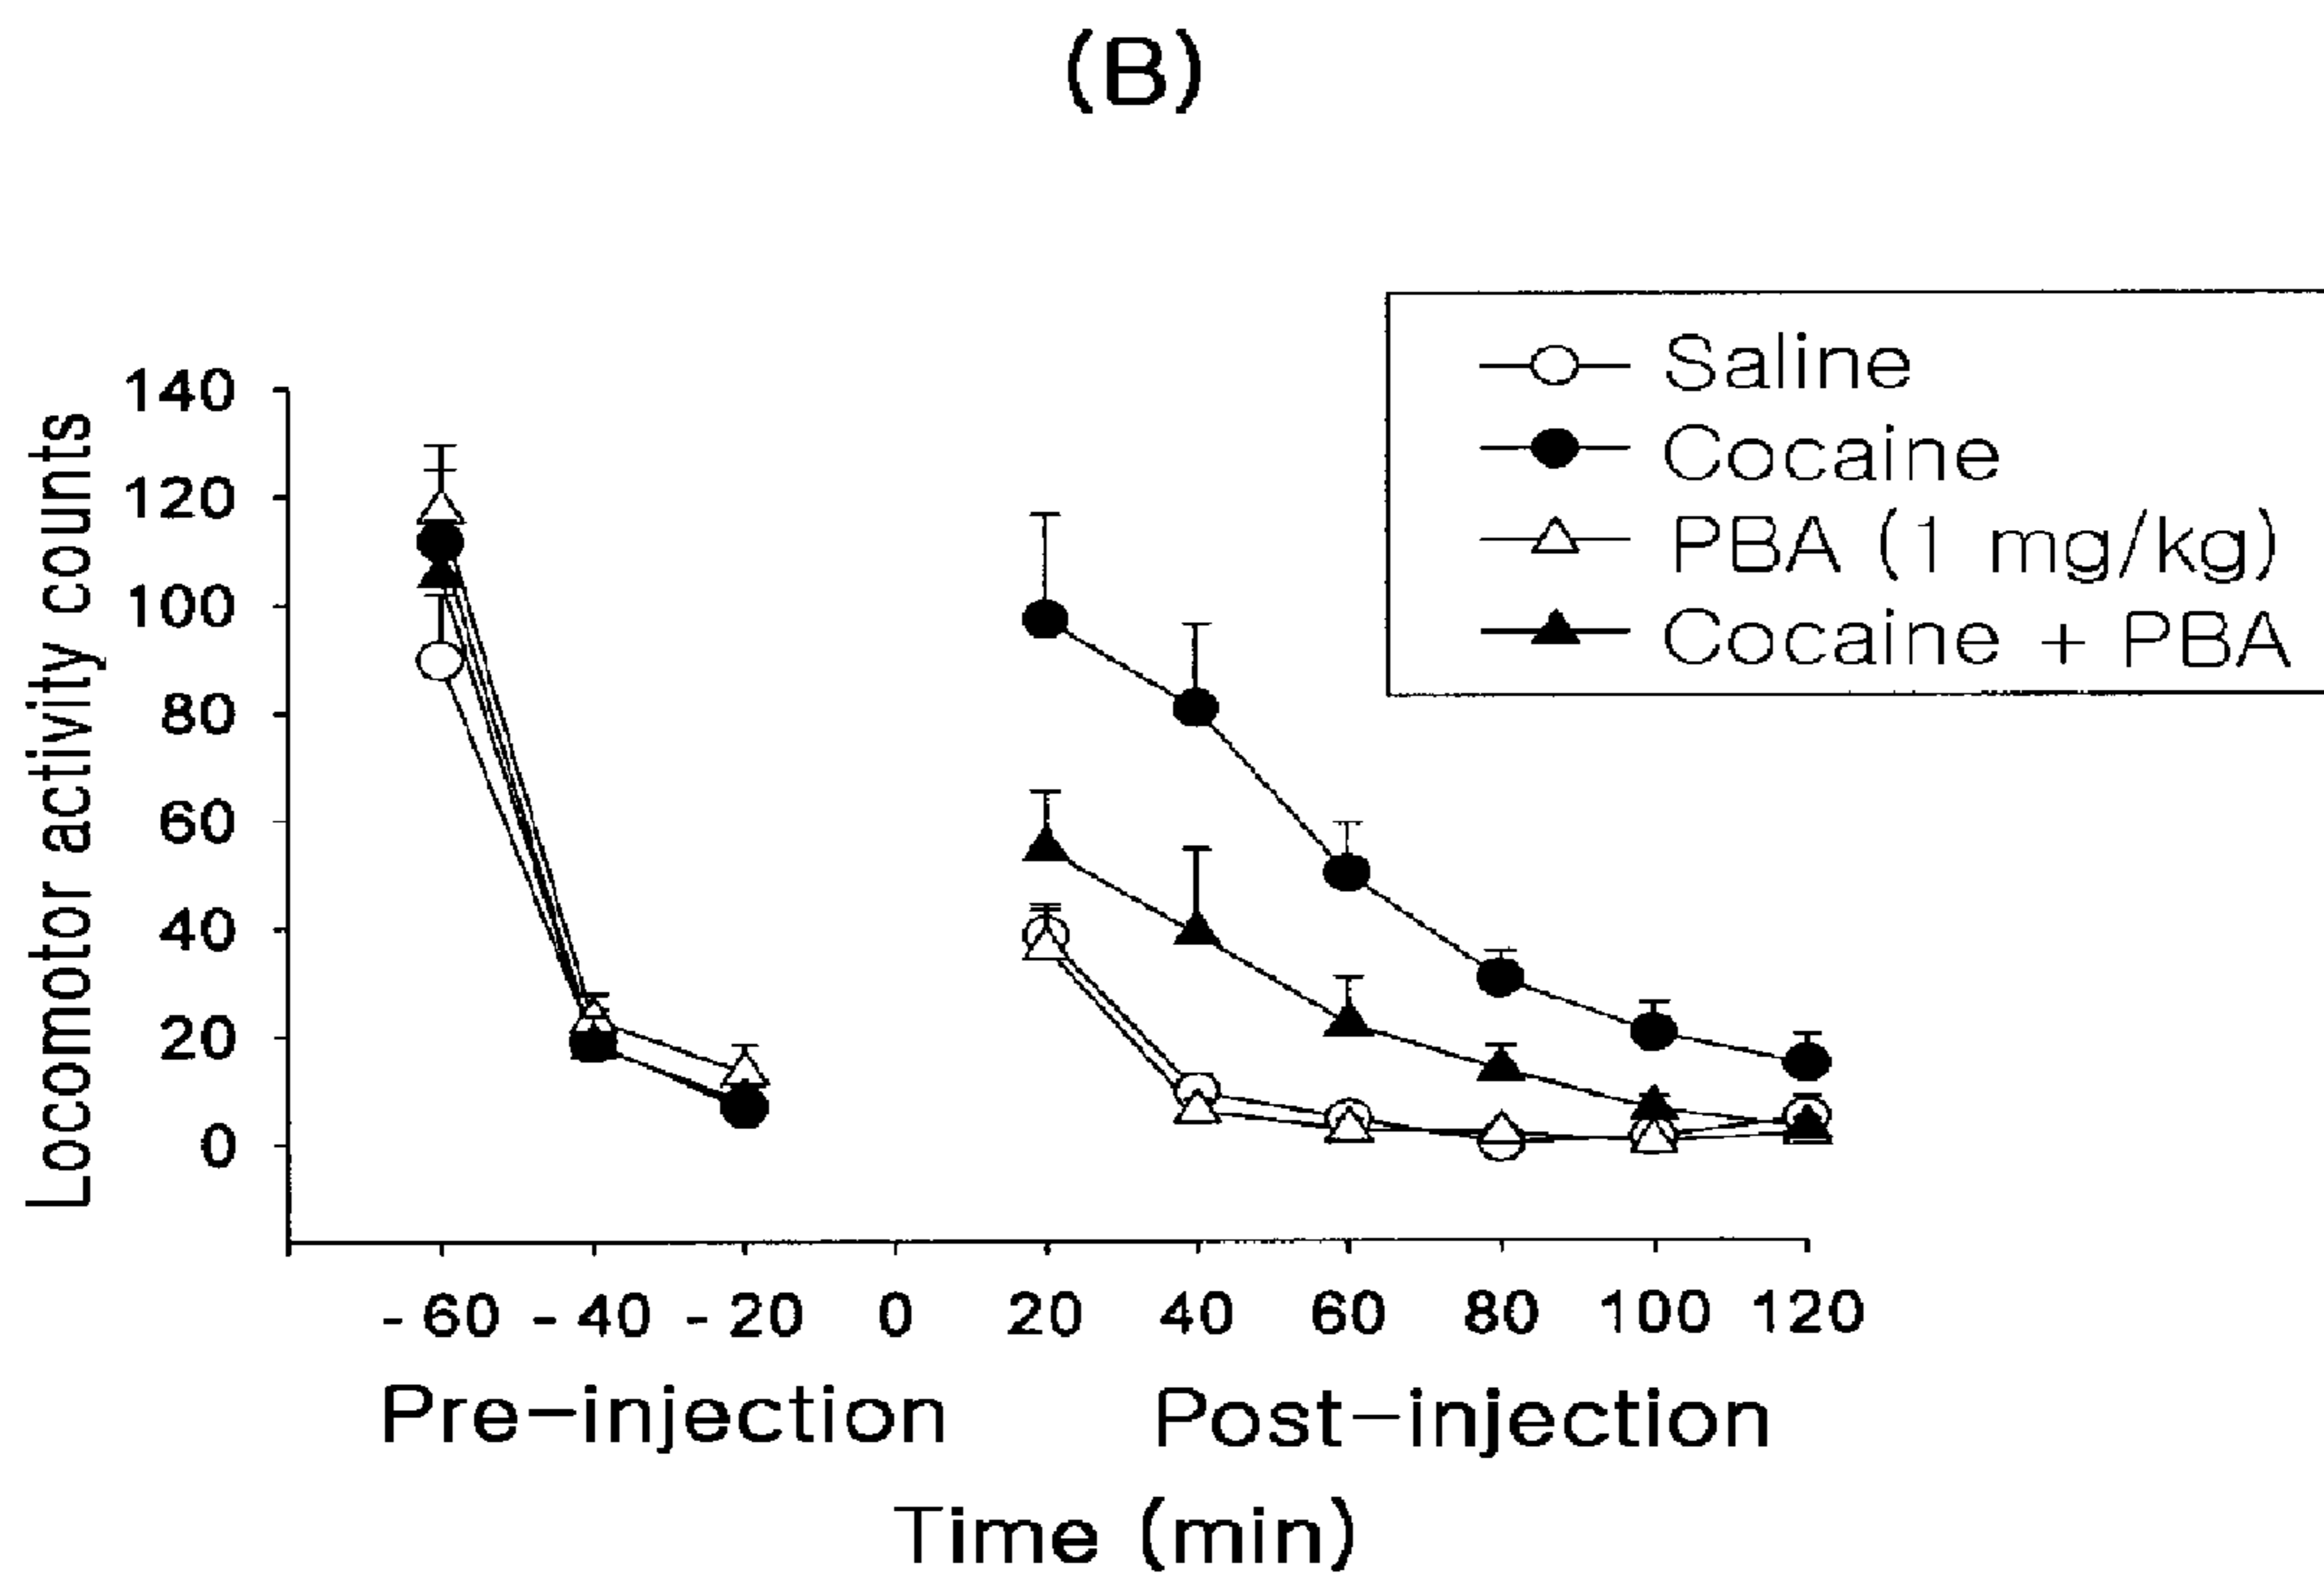 (B)
Saline
Cocaine
PBA (1 mg/kg)
Cocaine + PBA
Locomotor activity counts
140
120
100
80
60
40
20
0
-60 -40 -20 0 20 40 60 80 100 120
Pre-injection Post-injection
Time (min)